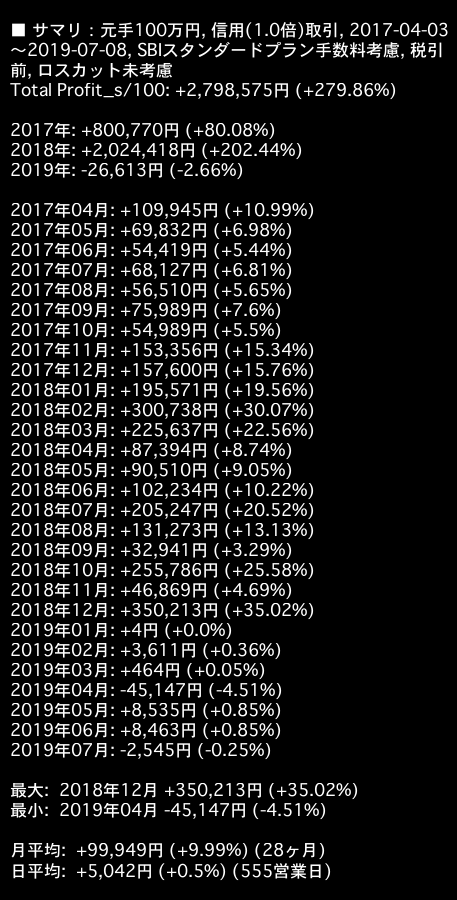 ■ サマリ : 元手100万円, 信用(1.0倍)取引, 2017-04-03
～2019-07-08, SBIスタンダードプラン手数料考慮, 税引
前, ロスカット未考慮
Total Profit_s/100: +2,798,575円 (+279.86%)
2017年: +800,770円 (+80.08%)
2018年: +2,024,418円 (+202.44%)
2019年: -26,613円 (-2.66%)
2017年04月: +109,945円 (+10.99%)
2017年05月: +69,832円 (+6.98%)
2017年06月: +54,419円 (+5.44%)
2017年07月: +68,127円 (+6.81%)
2017年08月: +56,510円 (+5.65%)
2017年09月: +75,989円 (+7.6%)
2017年10月: +54,989円 (+5.5%)
2017年11月: +153,356円 (+15.34%)
2017年12月: +157,600円 (+15.76%)
2018年01月: +195,571円 (+19.56%)
2018年02月: +300,738円 (+30.07%)
2018年03月: +225,637円 (+22.56%)
2018年04月: +87,394円 (+8.74%)
2018年05月: +90,510円 (+9.05%)
2018年06月: +102,234円 (+10.22%)
2018年07月: +205,247円 (+20.52%)
2018年08月: +131,273円 (+13.13%)
2018年09月: +32,941円 (+3.29%)
2018年10月: +255,786円 (+25.58%)
2018年11月: +46,869円 (+4.69%)
2018年12月: +350,213円 (+35.02%)
2019年01月: +4円 (+0.0%)
2019年02月: +3,611円 (+0.36%)
2019年03月: +464円 (+0.05%)
2019年04月: -45,147円 (-4.51%)
2019年05月: +8,535円 (+0.85%)
2019年06月: +8,463円 (+0.85%)
2019年07月: -2,545円 (-0.25%)
最大: 2018年12月 +350,213円 (+35.02%)
最小: 2019年04月 -45,147円 (-4.51%)
月平均: +99,949円 (+9.99%) (28ヶ月)
日平均: +5,042円 (+0.5%) (555営業日)